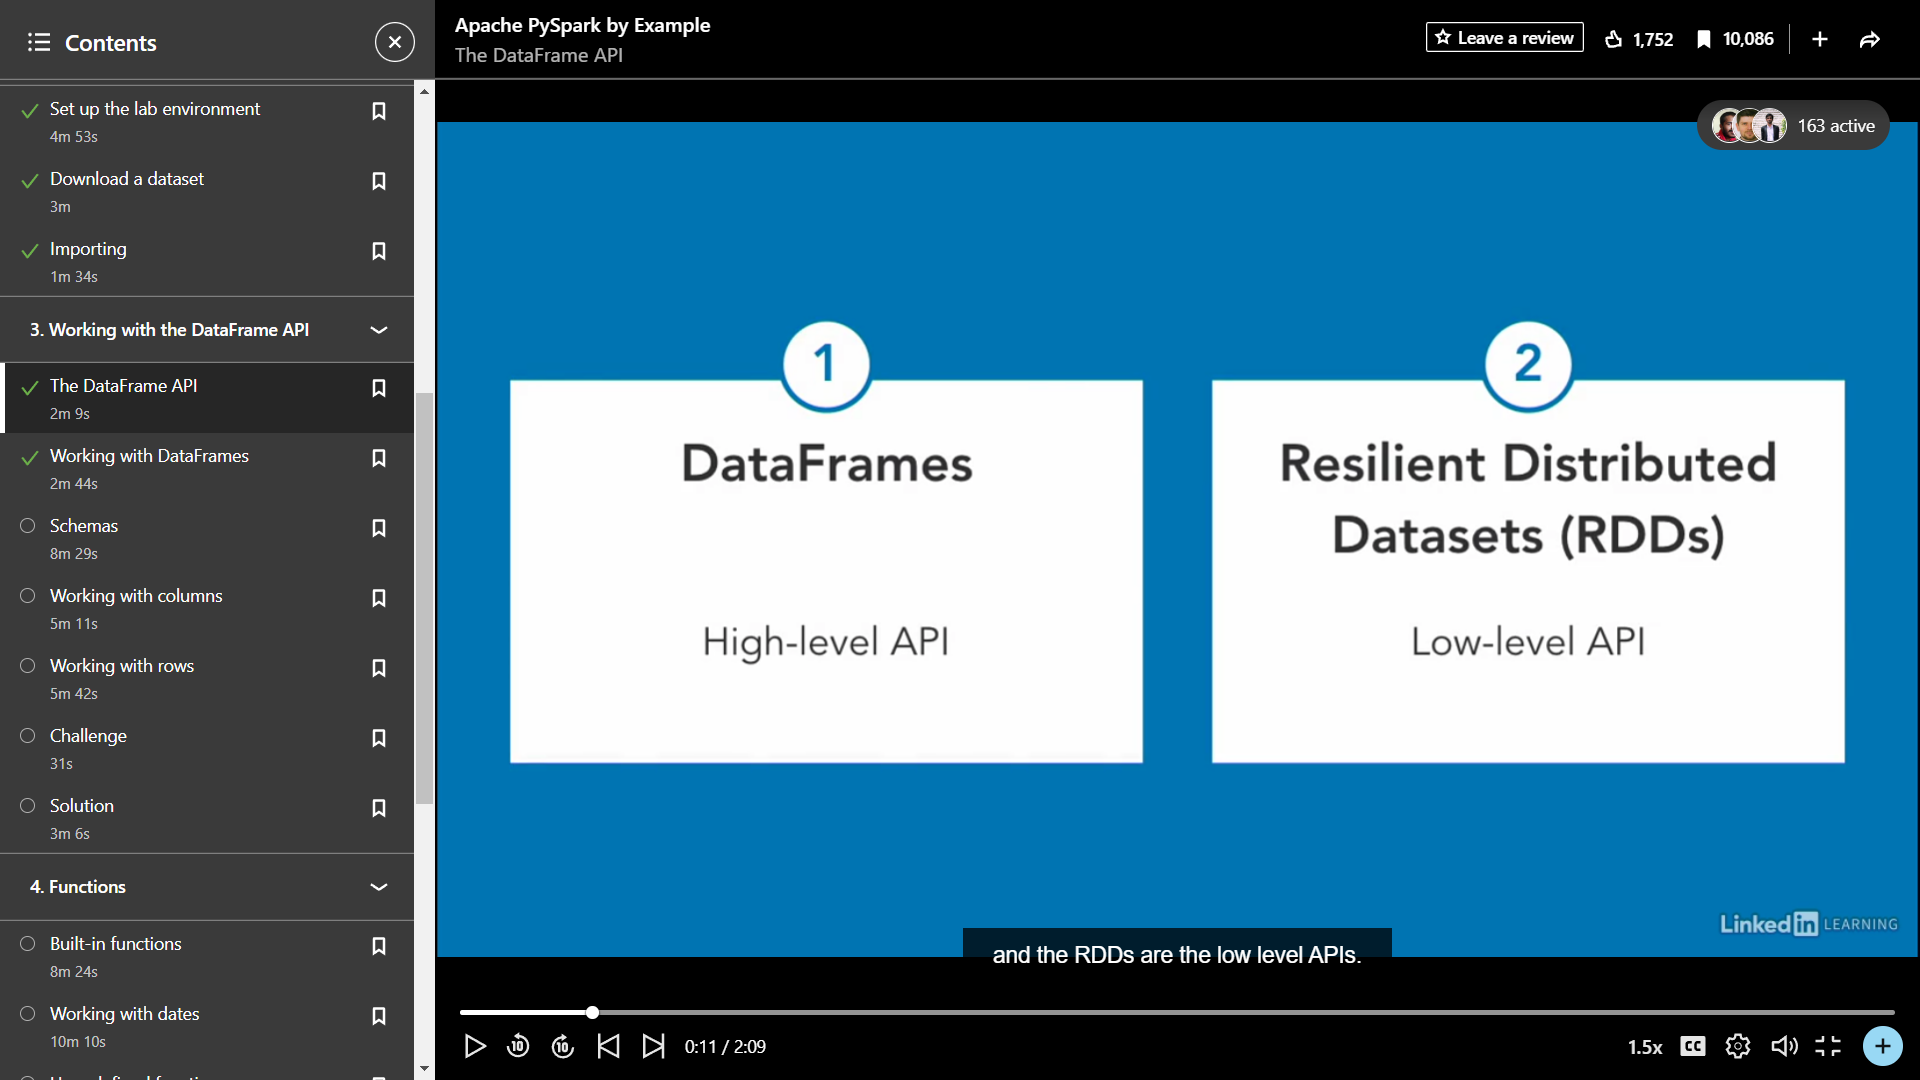 Contents
Set up the lab environment
4m 53s
Download a dataset
3m
Importing
1m 34s
3. Working with the DataFrame API
The DataFrame API
2m 9s
Working with DataFrames
2m 44s
Schemas
8m 29s
Working with columns
5m 11s
Working with rows
5m 42s
Challenge
31s
Solution
3m 6s
4. Functions
Built-in functions
8m 24s
Working with dates
10m 10s
Apache PySpark by Example
The DataFrame API
Leave a review
1,752
10,086
163 active
1
DataFrames
High-level API
2
Resilient Distributed
Datasets (RDDs)
Low-level API
Linked in LEARNING
and the RDDs are the low level APIs.
10
10
0:11 / 2:09
1.5x
CC